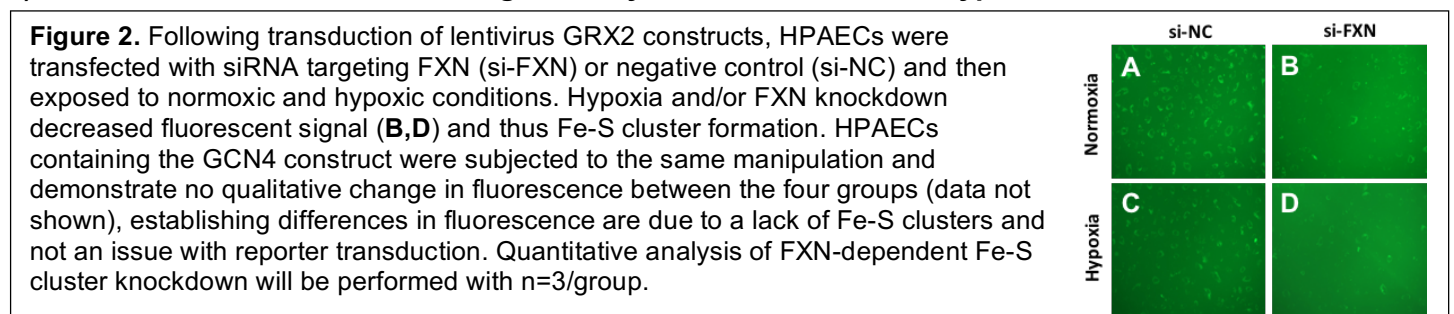 Figure 2. Following transduction of lentivirus GRX2 constructs, HPAECs were
transfected with siRNA targeting FXN (si-FXN) or negative control (si-NC) and then
exposed to normoxic and hypoxic conditions. Hypoxia and/or FXN knockdown
decreased fluorescent signal (B,D) and thus Fe-S cluster formation. HPAECs
containing the GCN4 construct were subjected to the same manipulation and
demonstrate no qualitative change in fluorescence between the four groups (data not
shown), establishing differences in fluorescence are due to a lack of Fe-S clusters and
not an issue with reporter transduction. Quantitative analysis of FXN-dependent Fe-S
cluster knockdown will be performed with n=3/group.
si-NC
si-FXN
Normoxia
A
B
Hypoxia
C
D